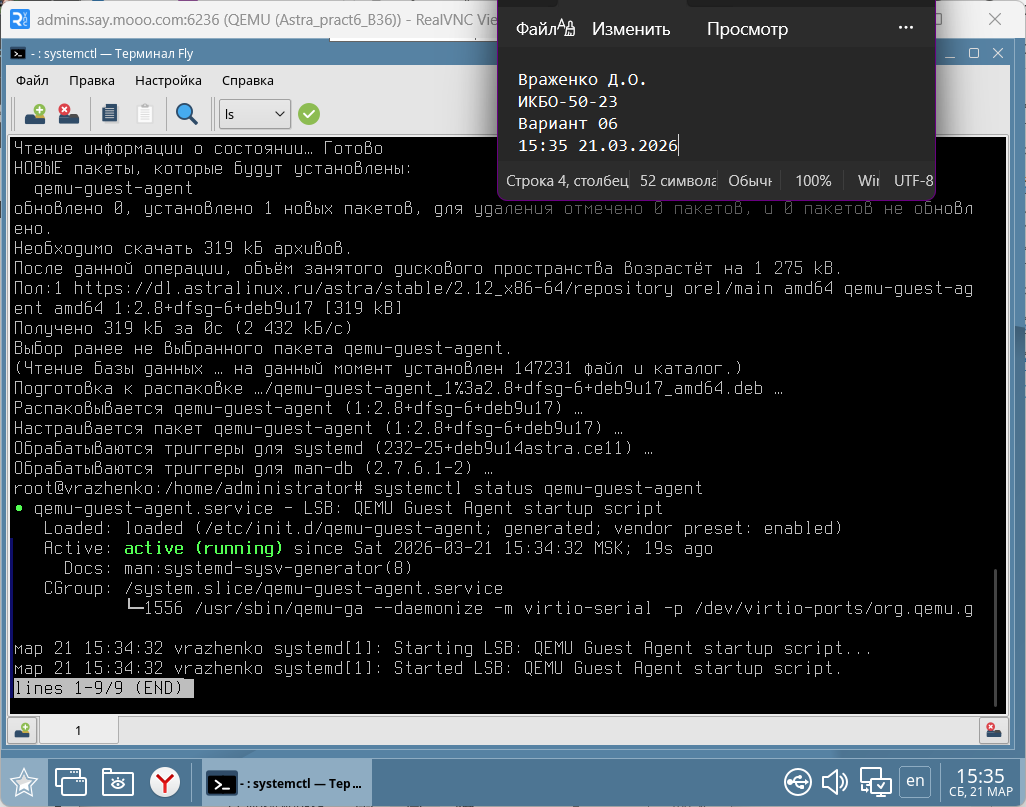 admins.say.mooo.com:6236 (QEMU (Astra_pract6_B36)) - RealVNC Vie
Файл Изменить Просмотр ...
Враженко Д.О.
ИКБО-50-23
Вариант 06
15:35 21.03.2026
Строка 4, столбец 52 символа 100% UTF-8
- : systemctl — Терминал Fly
Файл Правка Настройка Справка
ls
Чтение информации о состоянии… Готово
НОВЫЕ пакеты, которые будут установлены:
qemu-guest-agent
обновлено 0, установлено 1 новых пакетов, для удаления отмечено 0 пакетов, и 0 пакетов не обновл
ено.
Необходимо скачать 319 kБ архивов.
После данной операции, объём занятого дискового пространства возрастёт на 1 275 kB.
Пол:1 https://dl.astralinux.ru/astra/stable/2.12_x86-64/repository orel/main amd64 qemu-guest-ag
ent amd64 1:2.8+dfsg-6+deb9u17 [319 kB]
Получено 319 kБ за 0с (2 432 kБ/c)
Выбор ранее не выбранного пакета qemu-guest-agent.
(Чтение базы данных … на данный момент установлен 147231 файл и каталог.)
Подготовка к распаковке …/qemu-guest-agent_1%3a2.8+dfsg-6+deb9u17_amd64.deb …
Распаковывается qemu-guest-agent (1:2.8+dfsg-6+deb9u17) …
Настраивается пакет qemu-guest-agent (1:2.8+dfsg-6+deb9u17) …
Обрабатываются триггеры для systemd (232-25+deb9u14astra.ce11) …
Обрабатываются триггеры для man-db (2.7.6.1-2) …
root@vrazhenko:/home/administrator# systemctl status qemu-guest-agent
● qemu-guest-agent.service - LSB: QEMU Guest Agent startup script
Loaded: loaded (/etc/init.d/qemu-guest-agent; generated; vendor preset: enabled)
Active: active (running) since Sat 2026-03-21 15:34:32 MSK; 19s ago
Docs: man:systemd-sysv-generator(8)
CGroup: /system.slice/qemu-guest-agent.service
└─1556 /usr/sbin/qemu-ga --daemonize -m virtio-serial -p /dev/virtio-ports/org.qemu.g
мар 21 15:34:32 vrazhenko systemd[1]: Starting LSB: QEMU Guest Agent startup script...
мар 21 15:34:32 vrazhenko systemd[1]: Started LSB: QEMU Guest Agent startup script.
lines 1-9/9 (END)
1
- : systemctl — Тер...
en
15:35
СБ, 21 МАР